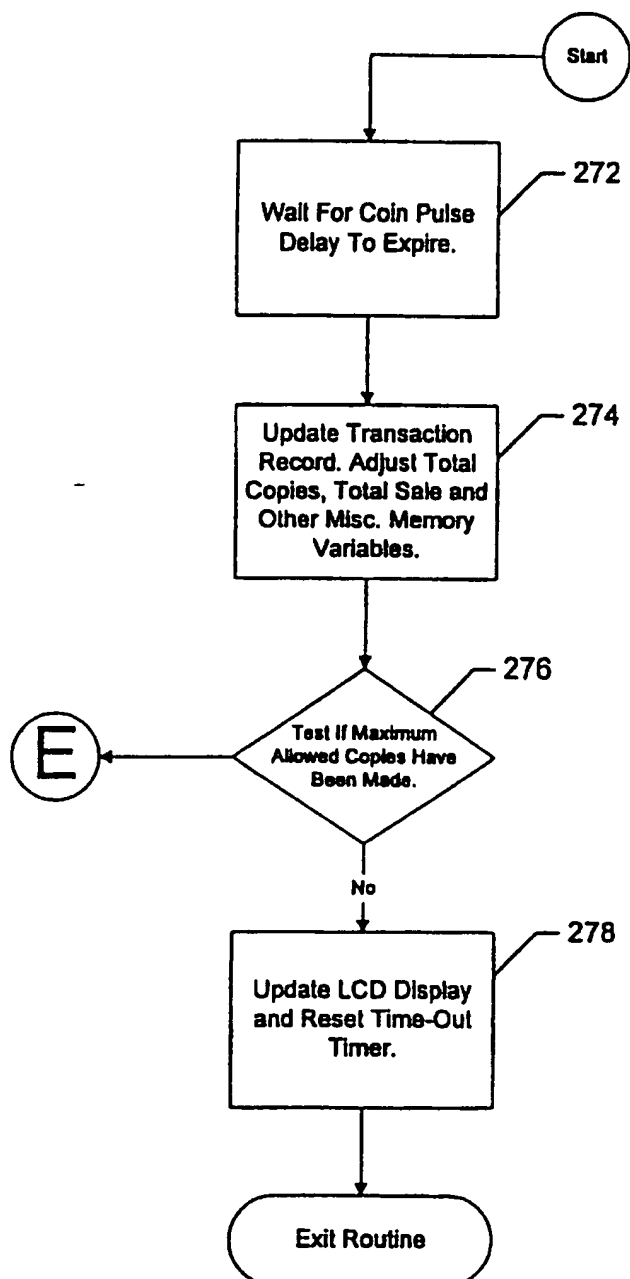 Start
272
Wait For Coin Pulse
Delay To Expire.
274
Update Transaction
Record. Adjust Total
Copies, Total Sale and
Other Misc. Memory
Variables.
276
Test If Maximum
Allowed Copies Have
Been Made.
E
No
278
Update LCD Display
and Reset Time-Out
Timer.
Exit Routine